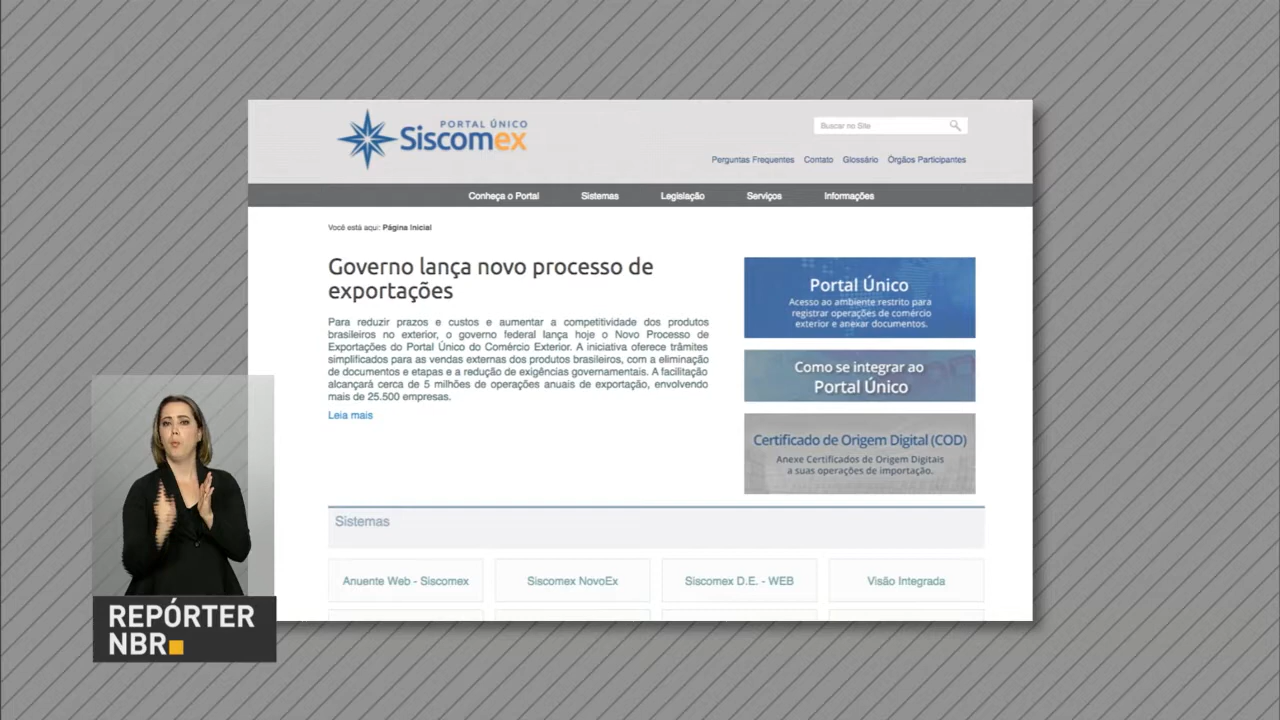 PORTAL ÚNICO
Siscomex
Buscar no Site
Perguntas Frequentes Contato Glossário Órgãos Participantes
Conheça o Portal Sistemas Legislação Serviços Informações
Você está aqui: Página Inicial
Governo lança novo processo de
exportações
Para reduzir prazos e custos e aumentar a competitividade dos produtos
brasileiros no exterior, o governo federal lança hoje o Novo Processo de
Exportações do Portal Único do Comércio Exterior. A iniciativa oferece trâmites
simplificados para as vendas externas dos produtos brasileiros, com a eliminação
de documentos e etapas e a redução de exigências governamentais. A facilitação
alcançará cerca de 5 milhões de operações anuais de exportação, envolvendo
mais de 25.500 empresas.
Leia mais
Portal Único
Acesso ao ambiente restrito para
registrar operações de comércio
exterior e anexar documentos.
Como se integrar ao
Portal Único
Certificado de Origem Digital (COD)
Anexe Certificados de Origem Digitais
a suas operações de importação.
Sistemas
Anuente Web - Siscomex Siscomex NovoEx Siscomex D.E. - WEB Visão Integrada
REPÓRTER
NBR